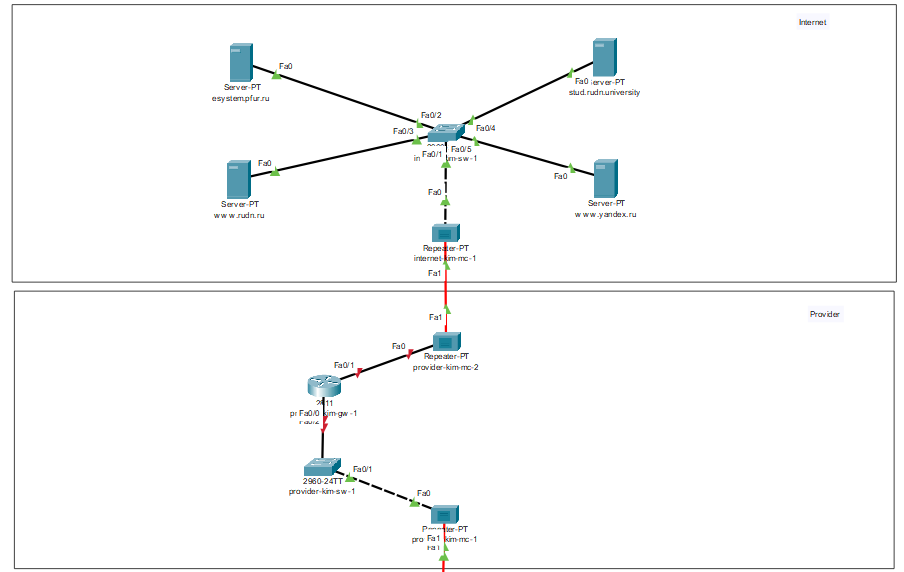 Internet
Fa0
Server-PT
esystem.pfur.ru
Fa0
Server-PT
stud.rudn.university
Fa0/2
Fa0/3
Fa0/4
Fa0/5
Fa0/1
Fa0
Server-PT
www.rudn.ru
Fa0
Server-PT
www.yandex.ru
Fa0
Repeater-PT
internet-kim-mc-1
Fa1
Provider
Fa1
Repeater-PT
provider-kim-mc-2
Fa0
Fa0/1
Fa0/0
Fa0/2
2960-24TT
provider-kim-sw-1
Fa0/1
Fa0
Fa1
Fa1